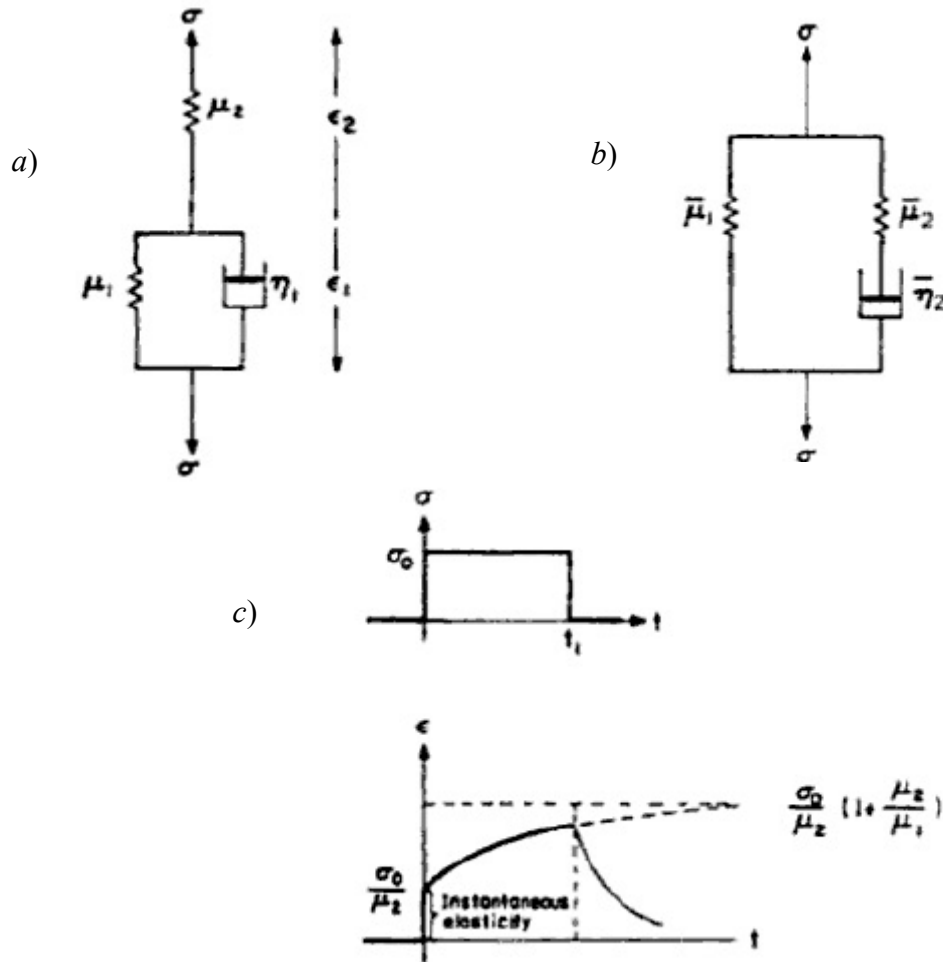 a)
σ
μ₂
ϵ₂
μ₁
η₁
ϵ₁
σ
b)
σ
μ̄₁
μ̄₂
η̄₂
σ
c)
σ
σ₀
t₁
t
ϵ
σ₀/μ₂ (1+ μ₂/μ₁)
σ₀/μ₂
Instantaneous
elasticity
t